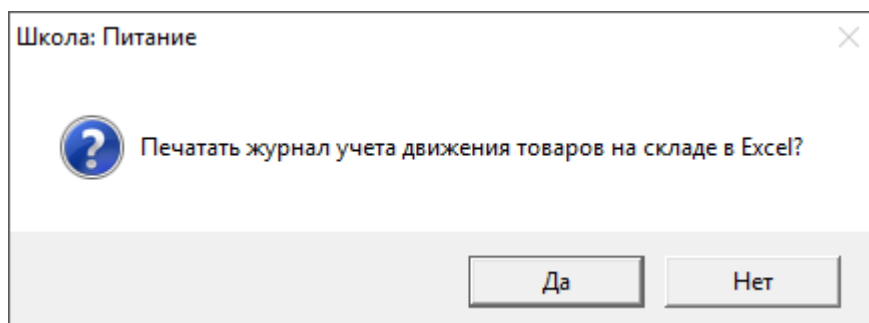 Школа: Питание
Печатать журнал учета движения товаров на складе в Excel?
Да
Нет